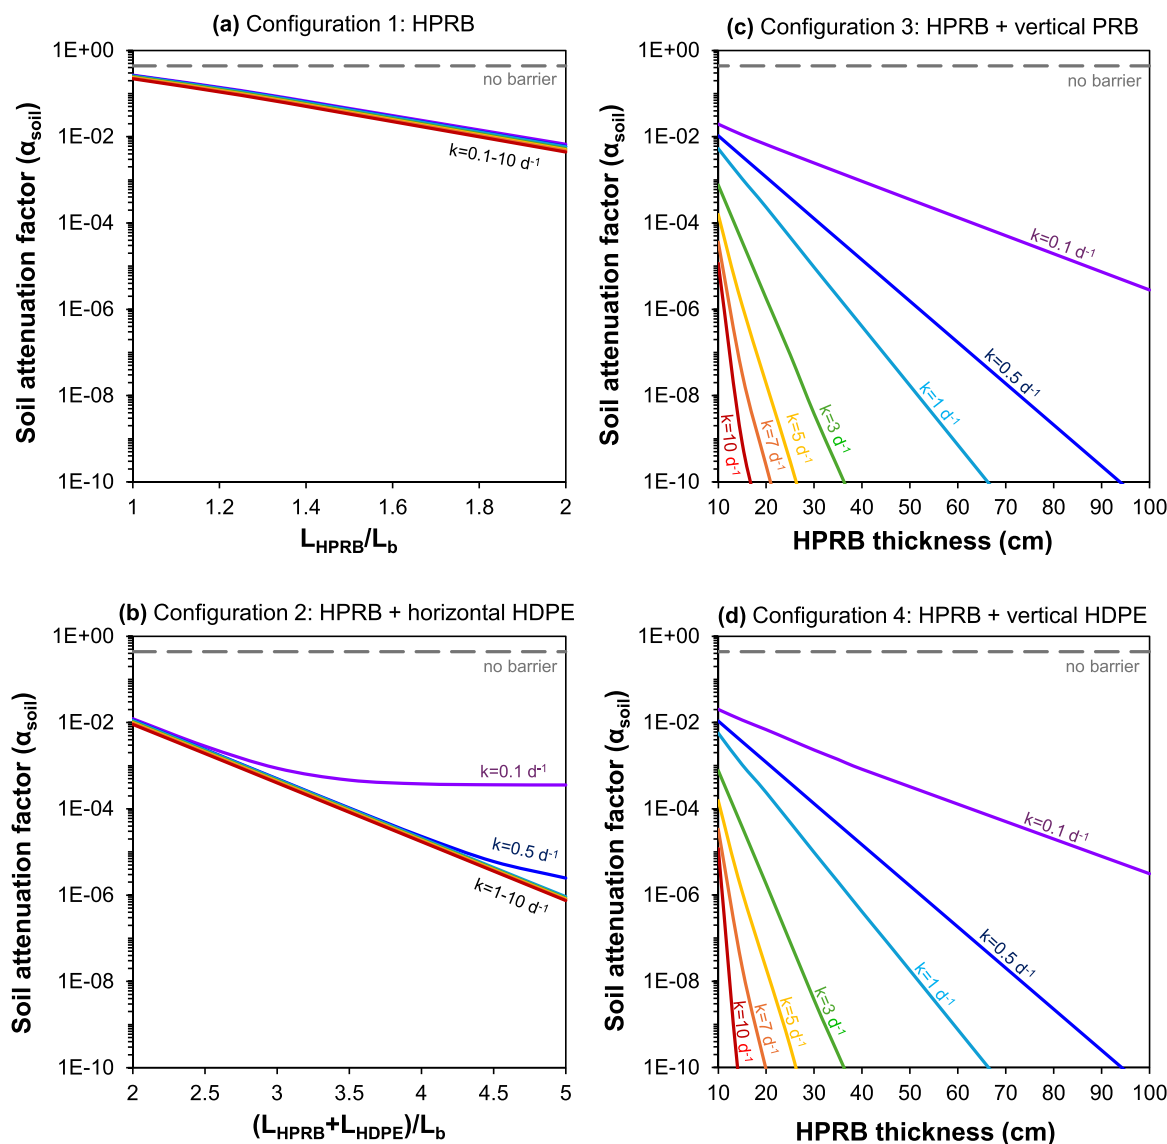 (a) Configuration 1: HPRB
Soil attenuation factor (α_soil)
1E+00
1E-02
1E-04
1E-06
1E-08
1E-10
no barrier
k=0.1-10 d⁻¹
1 1.2 1.4 1.6 1.8 2
L_HPRB/L_b
(c) Configuration 3: HPRB + vertical PRB
Soil attenuation factor (α_soil)
1E+00
1E-02
1E-04
1E-06
1E-08
1E-10
no barrier
k=0.1 d⁻¹
k=0.5 d⁻¹
k=1 d⁻¹
k=3 d⁻¹
k=5 d⁻¹
k=7 d⁻¹
k=10 d⁻¹
10 20 30 40 50 60 70 80 90 100
HPRB thickness (cm)
(b) Configuration 2: HPRB + horizontal HDPE
Soil attenuation factor (α_soil)
1E+00
1E-02
1E-04
1E-06
1E-08
1E-10
no barrier
k=0.1 d⁻¹
k=0.5 d⁻¹
k=1-10 d⁻¹
2 2.5 3 3.5 4 4.5 5
(L_HPRB+L_HDPE)/L_b
(d) Configuration 4: HPRB + vertical HDPE
Soil attenuation factor (α_soil)
1E+00
1E-02
1E-04
1E-06
1E-08
1E-10
no barrier
k=0.1 d⁻¹
k=0.5 d⁻¹
k=1 d⁻¹
k=3 d⁻¹
k=5 d⁻¹
k=7 d⁻¹
k=10 d⁻¹
10 20 30 40 50 60 70 80 90 100
HPRB thickness (cm)